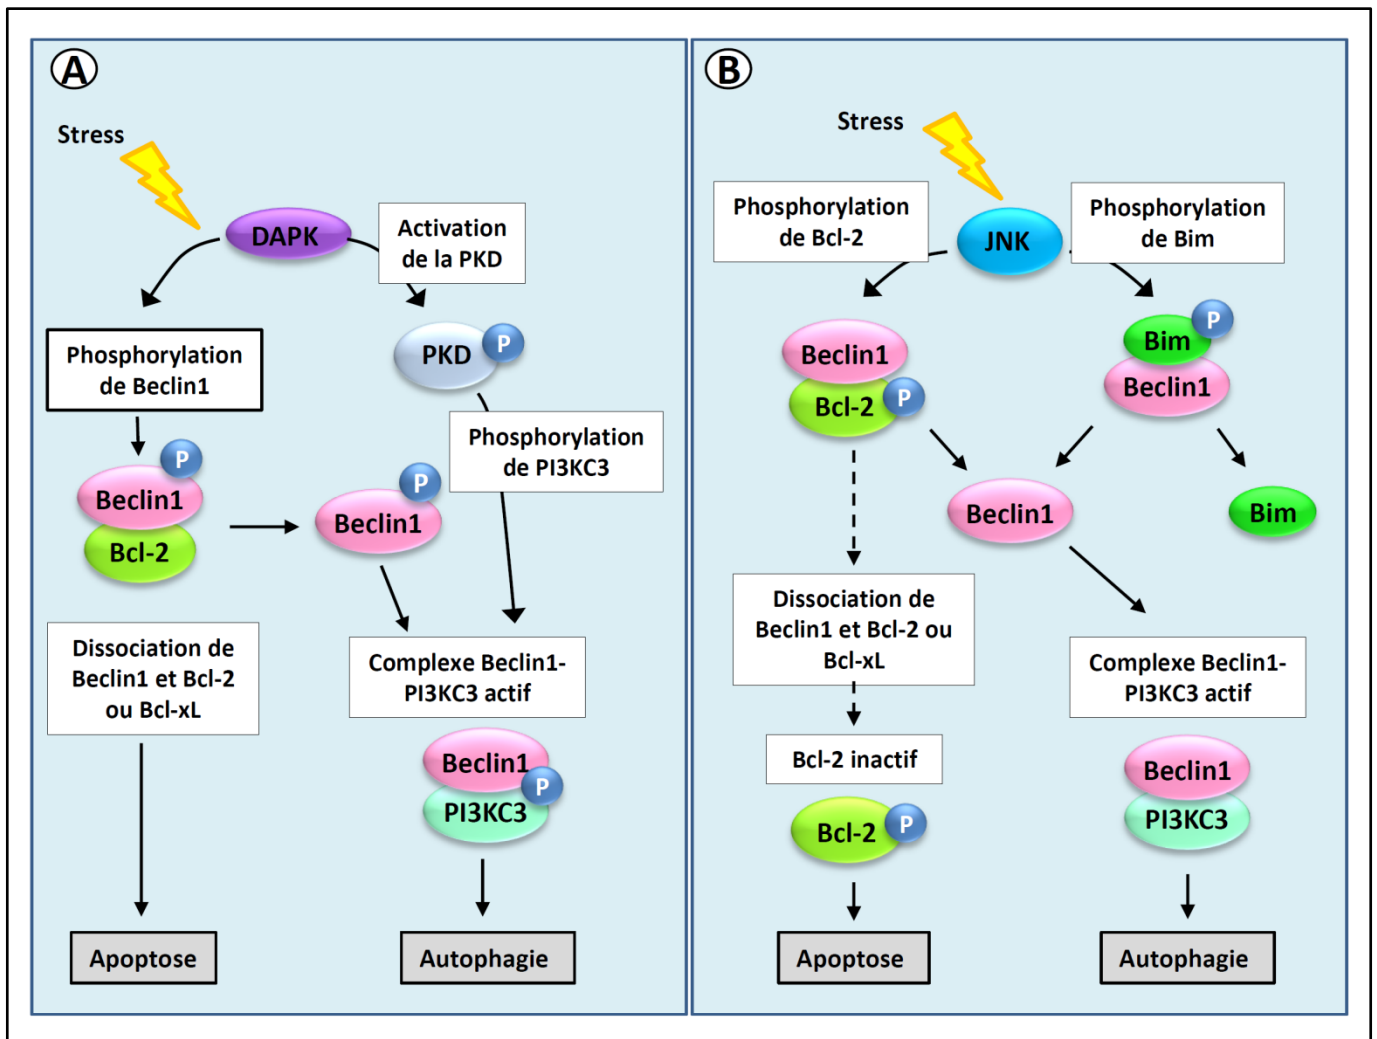 A
Stress
DAPK
Activation
de la PKD
Phosphorylation
de Beclin1
PKD
P
Phosphorylation
de PI3KC3
P
Beclin1
Bcl-2
P
Beclin1
Dissociation de
Beclin1 et Bcl-2
ou Bcl-xL
Complexe Beclin1-
PI3KC3 actif
Beclin1
P
PI3KC3
Apoptose
Autophagie
B
Stress
Phosphorylation
de Bcl-2
JNK
Phosphorylation
de Bim
Beclin1
Bcl-2
P
P
Bim
Beclin1
Beclin1
Bim
Dissociation de
Beclin1 et Bcl-2 ou
Bcl-xL
Complexe Beclin1-
PI3KC3 actif
Bcl-2 inactif
Bcl-2
P
Beclin1
PI3KC3
Apoptose
Autophagie